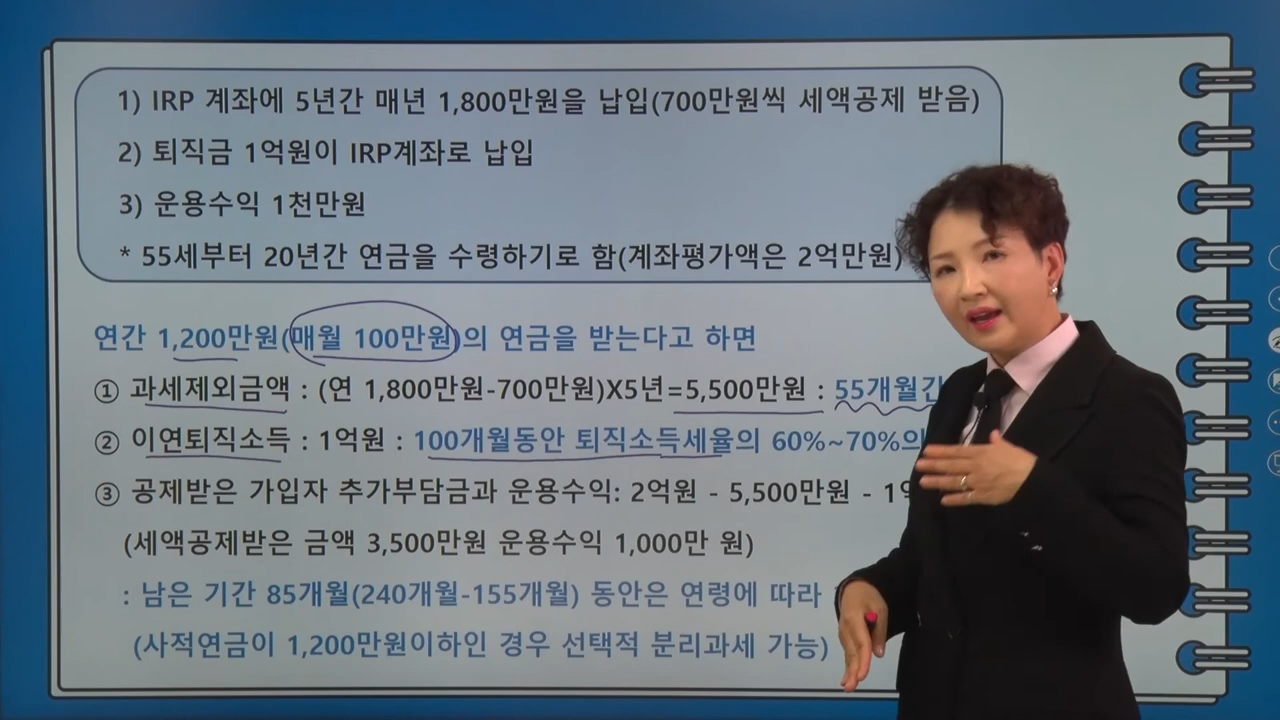 1) IRP 계좌에 5년간 매년 1,800만원을 납입(700만원씩 세액공제 받음)
2) 퇴직금 1억원이 IRP계좌로 납입
3) 운용수익 1천만원
* 55세부터 20년간 연금을 수령하기로 함(계좌평가액은 2억만원)
연간 1,200만원(매월 100만원)의 연금을 받는다고 하면
① 과세제외금액 : (연 1,800만원-700만원)X5년=5,500만원 : 55개월간
② 이연퇴직소득 : 1억원 : 100개월동안 퇴직소득세율의 60%~70%의
③ 공제받은 가입자 추가부담금과 운용수익: 2억원 - 5,500만원 -
(세액공제받은 금액 3,500만원 운용수익 1,000만 원)
: 남은 기간 85개월(240개월-155개월) 동안은 연령에 따라
(사적연금이 1,200만원이하인 경우 선택적 분리과세 가능)